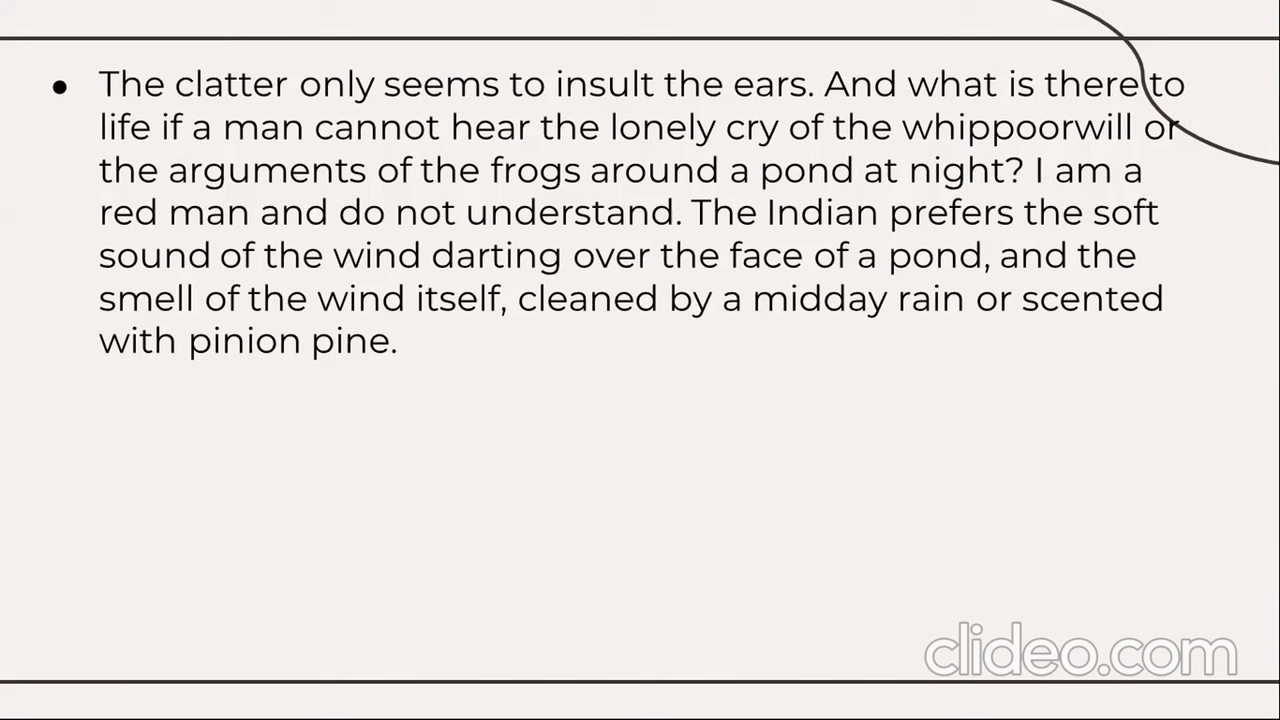 • The clatter only seems to insult the ears. And what is there to
life if a man cannot hear the lonely cry of the whippoorwill or
the arguments of the frogs around a pond at night? I am a
red man and do not understand. The Indian prefers the soft
sound of the wind darting over the face of a pond, and the
smell of the wind itself, cleaned by a midday rain or scented
with pinion pine.
clideo.com